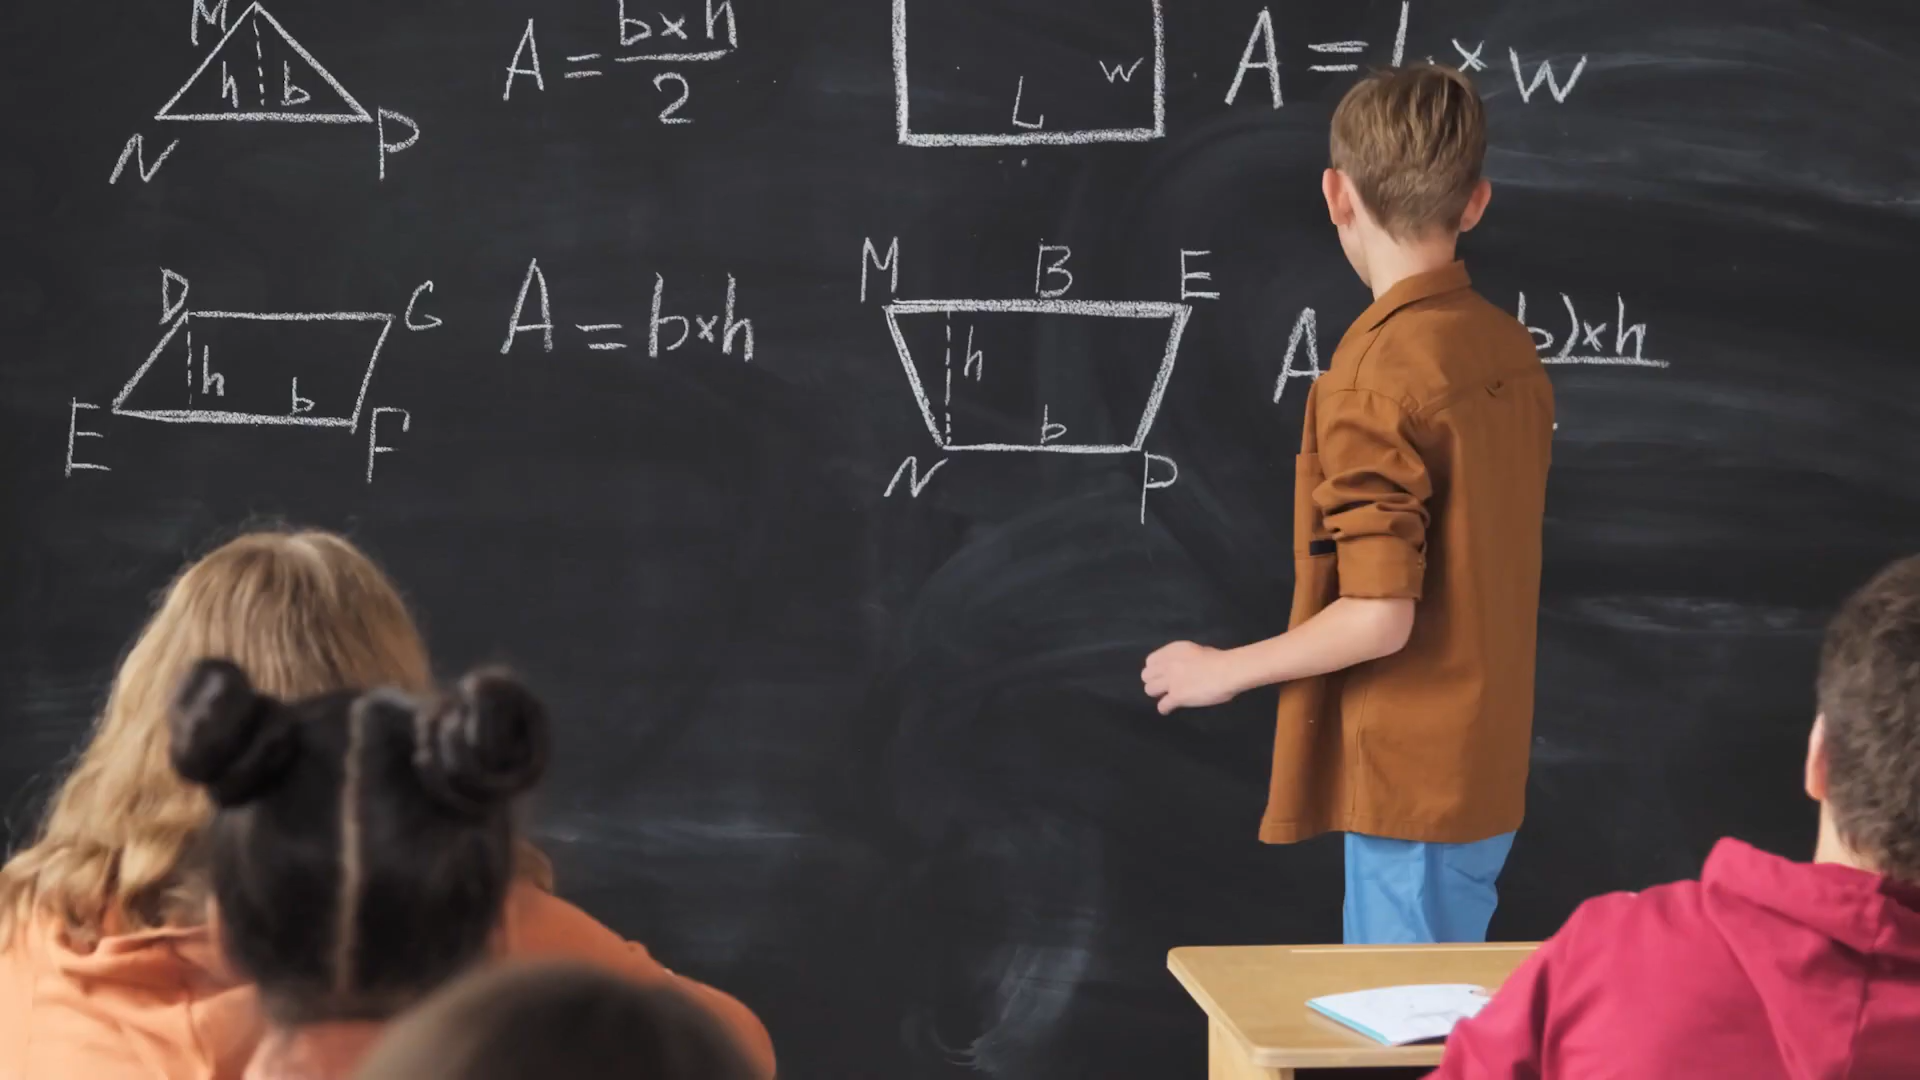 M
h b
N P
A = b×h
2
L w
A = L × w
D G
h b
E F
A = b×h
M B E
h
b
N P
A b)×h